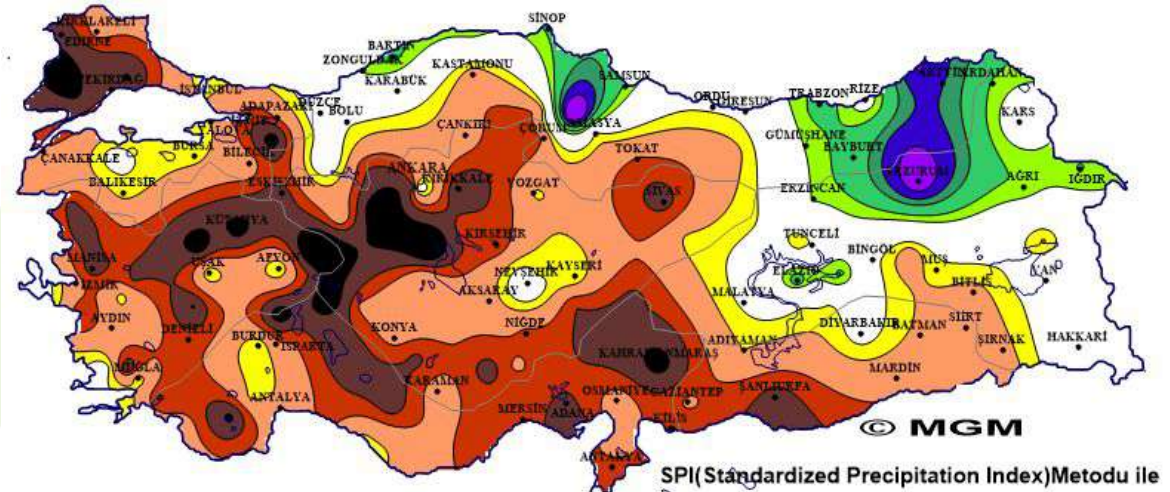 SİNOP
KIRKLARELİ
EDİRNE
BARTIN
ZONGULDAK
KASTAMONU
KARABÜK
SAMSUN
TEKİRDAĞ
İSTANBUL
ARTVİN
ARDAHAN
RİZE
TRABZON
ORDU
GİRESUN
DÜZCE
ADAPAZARI
BOLU
KARS
YALOVA
ÇANKIRI
ÇORUM
AMASYA
GÜMÜŞHANE
BAYBURT
ÇANAKKALE
BURSA
BİLECİK
TOKAT
ANKARA
KIRIKKALE
ERZURUM
AĞRI
IĞDIR
BALIKESİR
ESKİŞEHİR
YOZGAT
SİVAS
ERZİNCAN
KÜTAHYA
KIRŞEHİR
TUNCELİ
BİNGÖL
MANİSA
UŞAK
AFYON
NEVŞEHİR
KAYSERİ
ELAZIĞ
MUŞ
VAN
İZMİR
AKSARAY
MALATYA
BİTLİS
AYDIN
DENİZLİ
BURDUR
ISPARTA
KONYA
NİĞDE
DİYARBAKIR
BATMAN
SİİRT
ADIYAMAN
ŞIRNAK
HAKKARİ
KAHRAMANMARAŞ
MUĞLA
KARAMAN
MARDİN
ANTALYA
OSMANİYE
GAZİANTEP
ŞANLIURFA
MERSİN
ADANA
KİLİS
© MGM
ANTAKYA
SPI(Standardized Precipitation Index)Metodu ile